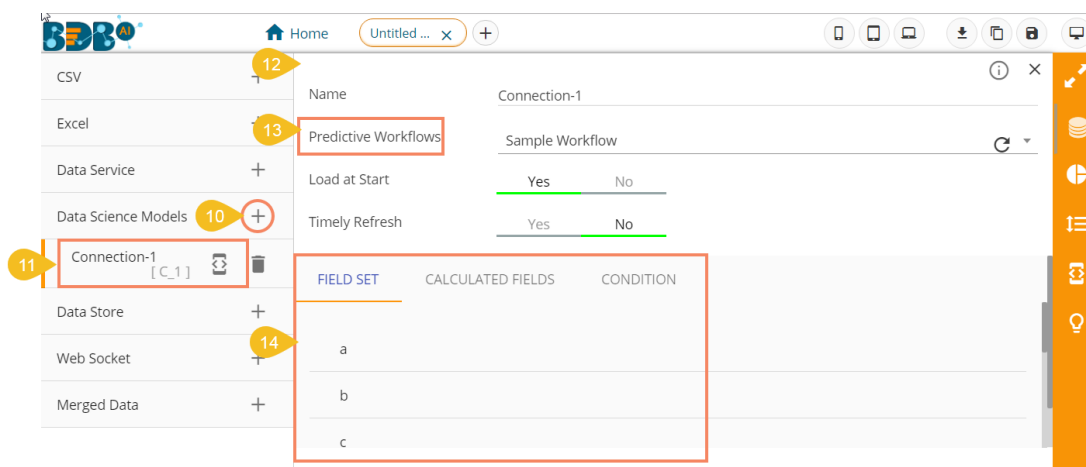 BDB AI
Home
Untitled ... x
CSV
12
Name
Connection-1
Excel
13
Predictive Workflows
Sample Workflow
Data Service
Load at Start
Yes
No
Data Science Models
10
Timely Refresh
Yes
No
11
Connection-1
[ C_1 ]
FIELD SET
CALCULATED FIELDS
CONDITION
Data Store
14
a
Web Socket
b
Merged Data
c